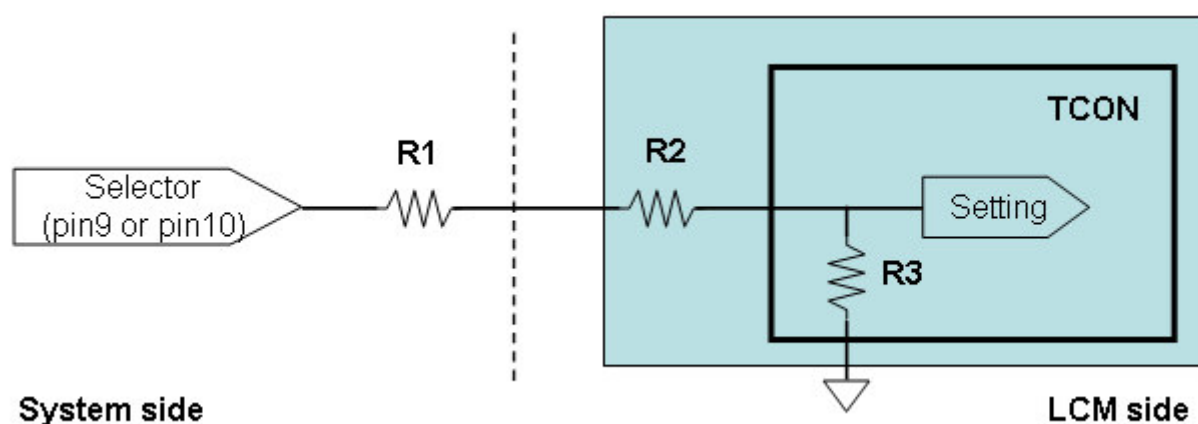 TCON
R1
R2
Selector
(pin9 or pin10)
Setting
R3
System side
LCM side